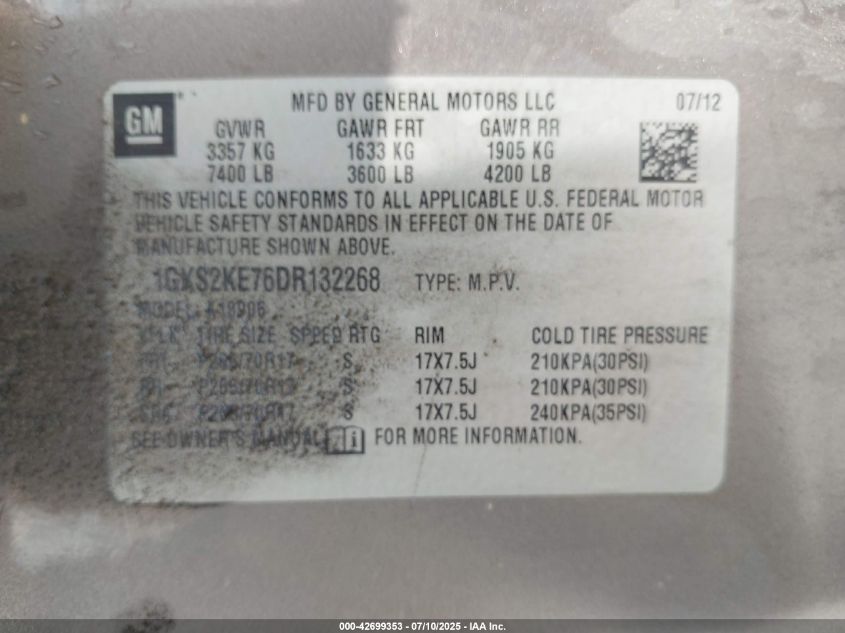 GM
MFD BY GENERAL MOTORS LLC 07/12
GVWR GAWR FRT GAWR RR
3357 KG 1633 KG 1905 KG
7400 LB 3600 LB 4200 LB
THIS VEHICLE CONFORMS TO ALL APPLICABLE U.S. FEDERAL MOTOR
VEHICLE SAFETY STANDARDS IN EFFECT ON THE DATE OF
MANUFACTURE SHOWN ABOVE.
1GKS2KE76DR132268 TYPE: M.P.V.
MODEL:
TIRE SIZE SPEED RTG RIM COLD TIRE PRESSURE
S 17X7.5J 210KPA(30PSI)
S 17X7.5J 210KPA(30PSI)
S 17X7.5J 240KPA(35PSI)
SEE OWNER'S MANUAL FOR MORE INFORMATION.
000-42699353 - 07/10/2025 - IAA Inc.